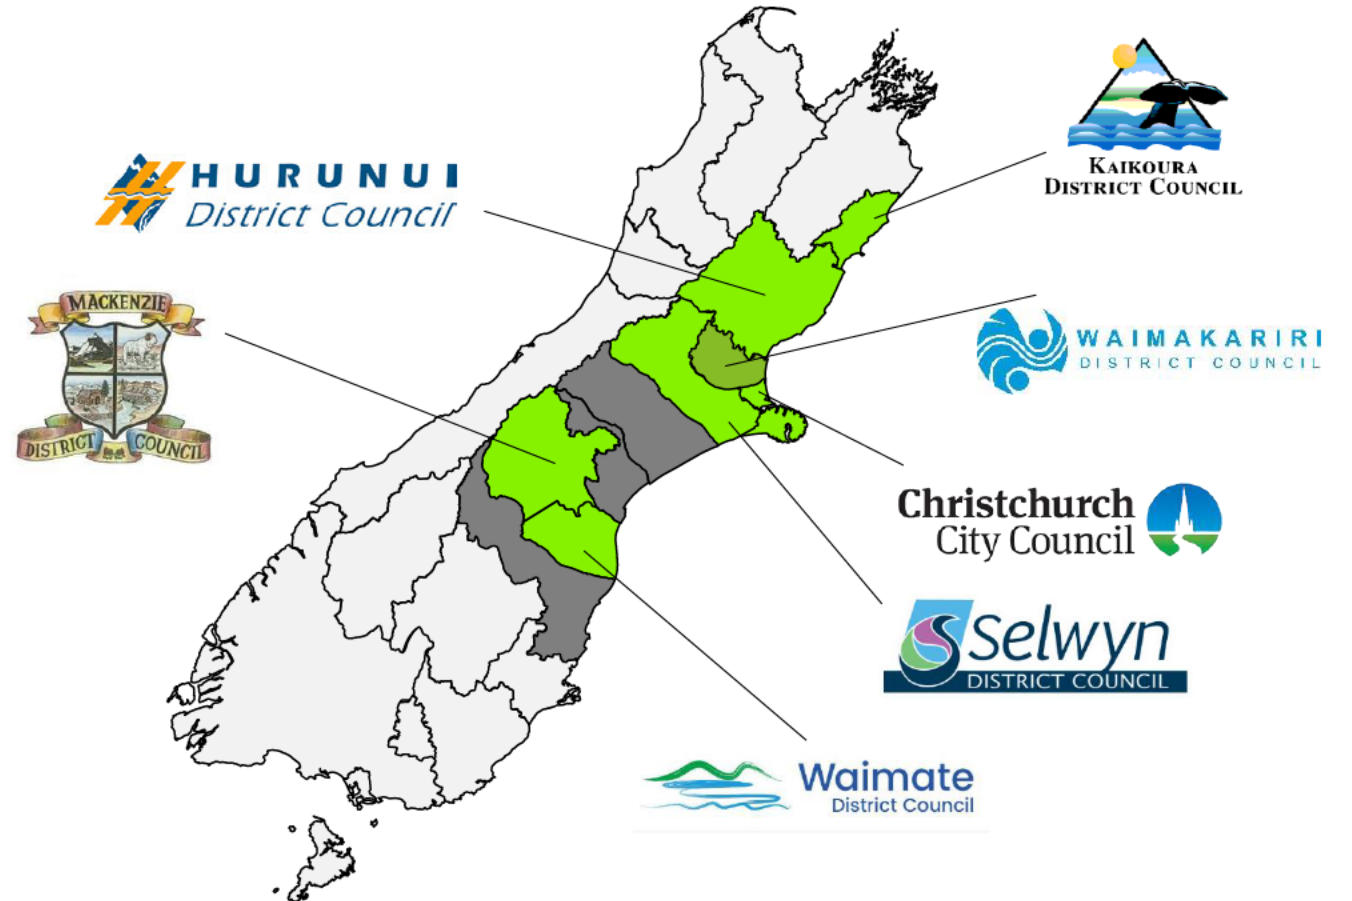 HURUNUI
District Council
KAIKOURA
DISTRICT COUNCIL
MACKENZIE
DISTRICT COUNCIL
WAIMAKARIRI
DISTRICT COUNCIL
Christchurch
City Council
Selwyn
DISTRICT COUNCIL
Waimate
District Council